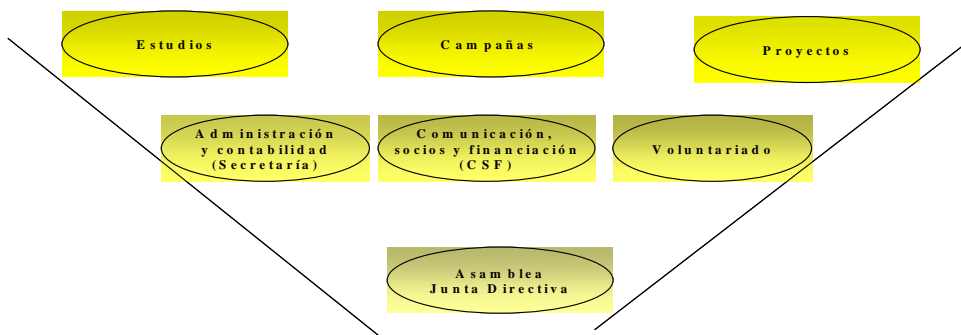 Estudios
Campañas
Proyectos
Administración
y contabilidad
(Secretaría)
Comunicación,
socios y financiación
(CSF)
Voluntariado
Asamblea
Junta Directiva